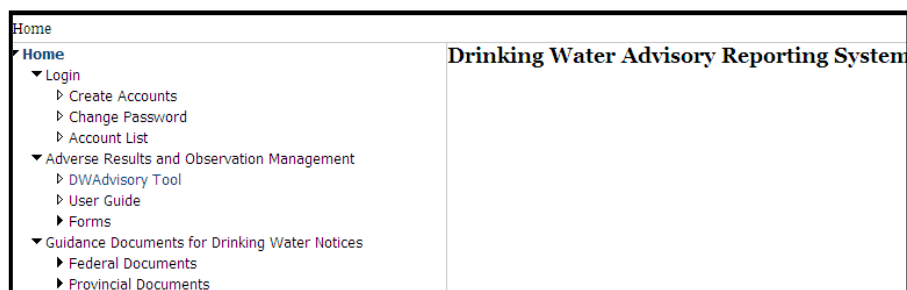 Home
Home
Drinking Water Advisory Reporting System
Login
Create Accounts
Change Password
Account List
Adverse Results and Observation Management
DWAdvisory Tool
User Guide
Forms
Guidance Documents for Drinking Water Notices
Federal Documents
Provincial Documents